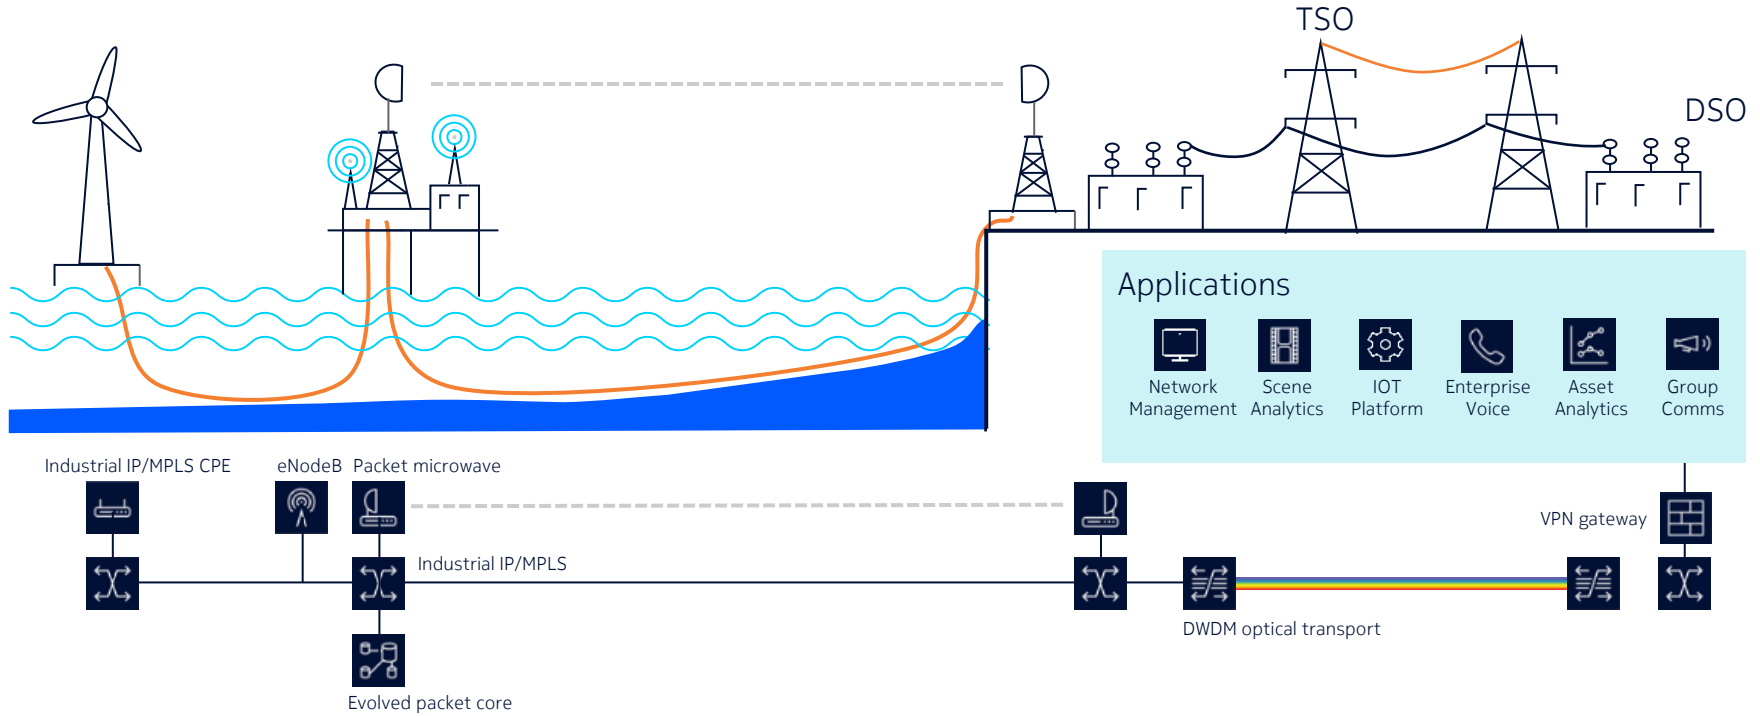 TSO
DSO
Applications
Network
Management
Scene
Analytics
IOT
Platform
Enterprise
Voice
Asset
Analytics
Group
Comms
Industrial IP/MPLS CPE
eNodeB
Packet microwave
VPN gateway
Industrial IP/MPLS
DWDM optical transport
Evolved packet core